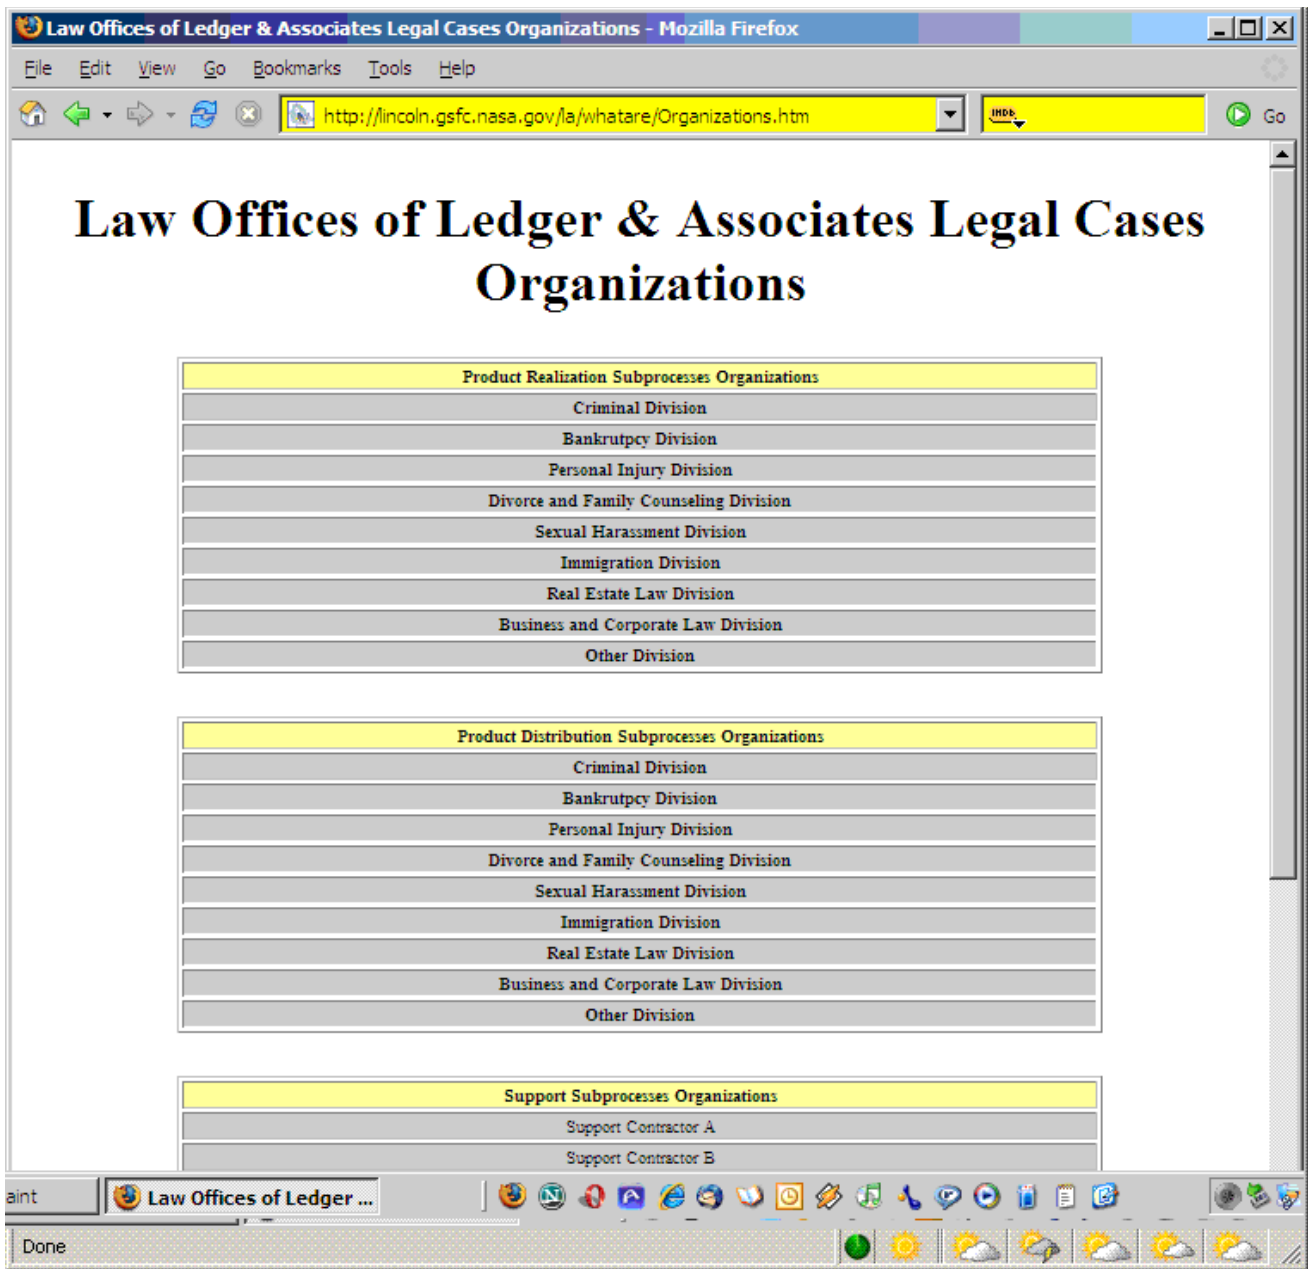 Law Offices of Ledger & Associates Legal Cases Organizations - Mozilla Firefox
File Edit View Go Bookmarks Tools Help
http://lincoln.gsfc.nasa.gov/la/whatare/Organizations.htm IMDb Go
Law Offices of Ledger & Associates Legal Cases
Organizations
Product Realization Subprocesses Organizations
Criminal Division
Bankrutpcy Division
Personal Injury Division
Divorce and Family Counseling Division
Sexual Harassment Division
Immigration Division
Real Estate Law Division
Business and Corporate Law Division
Other Division
Product Distribution Subprocesses Organizations
Criminal Division
Bankrutpcy Division
Personal Injury Division
Divorce and Family Counseling Division
Sexual Harassment Division
Immigration Division
Real Estate Law Division
Business and Corporate Law Division
Other Division
Support Subprocesses Organizations
Support Contractor A
Support Contractor B
aint Law Offices of Ledger ...
Done